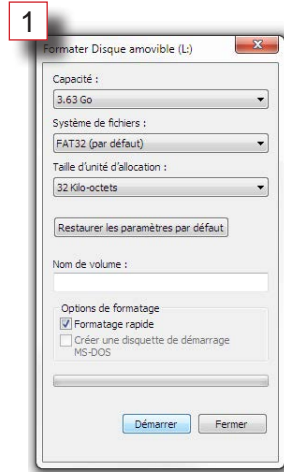 1
Formater Disque amovible (L:)
Capacité :
3.63 Go
Système de fichiers :
FAT32 (par défaut)
Taille d'unité d'allocation :
32 Kilo-octets
Restaurer les paramètres par défaut
Nom de volume :
Options de formatage
Formatage rapide
Créer une disquette de démarrage
MS-DOS
Démarrer Fermer